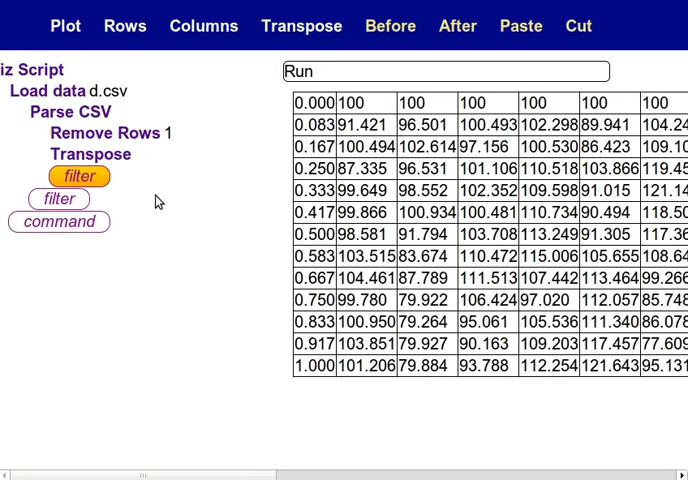 Plot Rows Columns Transpose Before After Paste Cut
iz Script
Load data d.csv
Parse CSV
Remove Rows 1
Transpose
filter
filter
command
Run
0.000 100 100 100 100 100 100
0.083 91.421 96.501 100.493 102.298 89.941 104.24
0.167 100.494 102.614 97.156 100.530 86.423 109.10
0.250 87.335 96.531 101.106 110.518 103.866 119.45
0.333 99.649 98.552 102.352 109.598 91.015 121.14
0.417 99.866 100.934 100.481 110.734 90.494 118.50
0.500 98.581 91.794 103.708 113.249 91.305 117.36
0.583 103.515 83.674 110.472 115.006 105.655 108.64
0.667 104.461 87.789 111.513 107.442 113.464 99.266
0.750 99.780 79.922 106.424 97.020 112.057 85.748
0.833 100.950 79.264 95.061 105.536 111.340 86.078
0.917 103.851 79.927 90.163 109.203 117.457 77.609
1.000 101.206 79.884 93.788 112.254 121.643 95.131